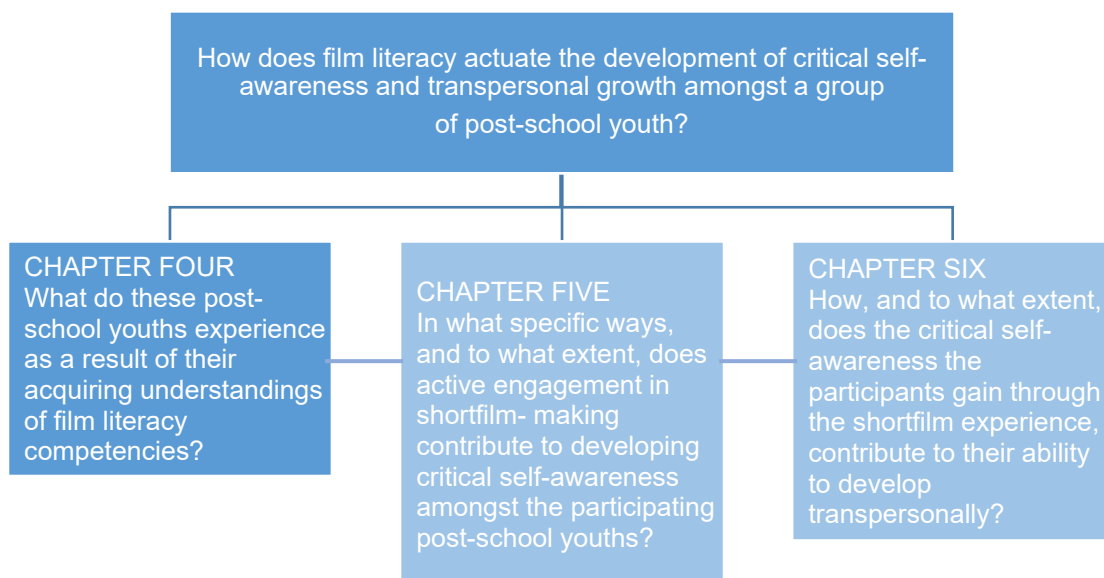 How does film literacy actuate the development of critical self-
awareness and transpersonal growth amongst a group
of post-school youth?
CHAPTER FOUR
What do these post-
school youths experience
as a result of their
acquiring understandings
of film literacy
competencies?
CHAPTER FIVE
In what specific ways,
and to what extent, does
active engagement in
shortfilm- making
contribute to developing
critical self-awareness
amongst the participating
post-school youths?
CHAPTER SIX
How, and to what extent,
does the critical self-
awareness the
participants gain through
the shortfilm experience,
contribute to their ability
to develop
transpersonally?